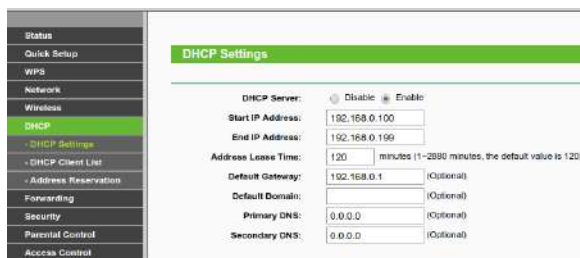 Status
Quick Setup
WPS
Network
Wireless
DHCP
- DHCP Settings
- DHCP Client List
- Address Reservation
Forwarding
Security
Parental Control
Access Control
DHCP Settings
DHCP Server: Disable Enable
Start IP Address: 192.168.0.100
End IP Address: 192.168.0.199
Address Lease Time: 120 minutes (1~2880 minutes, the default value is 120
Default Gateway: 192.168.0.1 (Optional)
Default Domain: (Optional)
Primary DNS: 0.0.0.0 (Optional)
Secondary DNS: 0.0.0.0 (Optional)